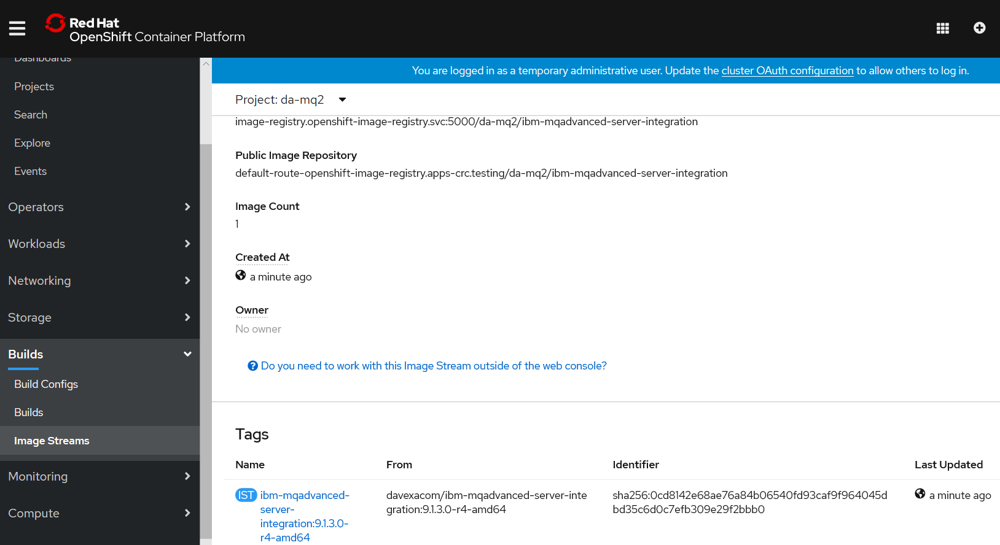 Red Hat
OpenShift Container Platform
Dashboards
Projects
Search
Explore
Events
Operators
Workloads
Networking
Storage
Builds
Build Configs
Builds
Image Streams
Monitoring
Compute
You are logged in as a temporary administrative user. Update the cluster OAuth configuration to allow others to log in.
Project: da-mq2
image-registry.openshift-image-registry.svc:5000/da-mq2/ibm-mqadvanced-server-integration
Public Image Repository
default-route-openshift-image-registry.apps-crc.testing/da-mq2/ibm-mqadvanced-server-integration
Image Count
1
Created At
a minute ago
Owner
No owner
Do you need to work with this Image Stream outside of the web console?
Tags
Name From Identifier Last Updated
IST ibm-mqadvanced-
server-
integration:9.1.3.0-
r4-amd64
davexacom/ibm-mqadvanced-server-inte
gration:9.1.3.0-r4-amd64
sha256:0cd8142e68ae76a84b06540fd93caf9f964045d
bd35c6d0c7efb309e29f2bbb0
a minute ago